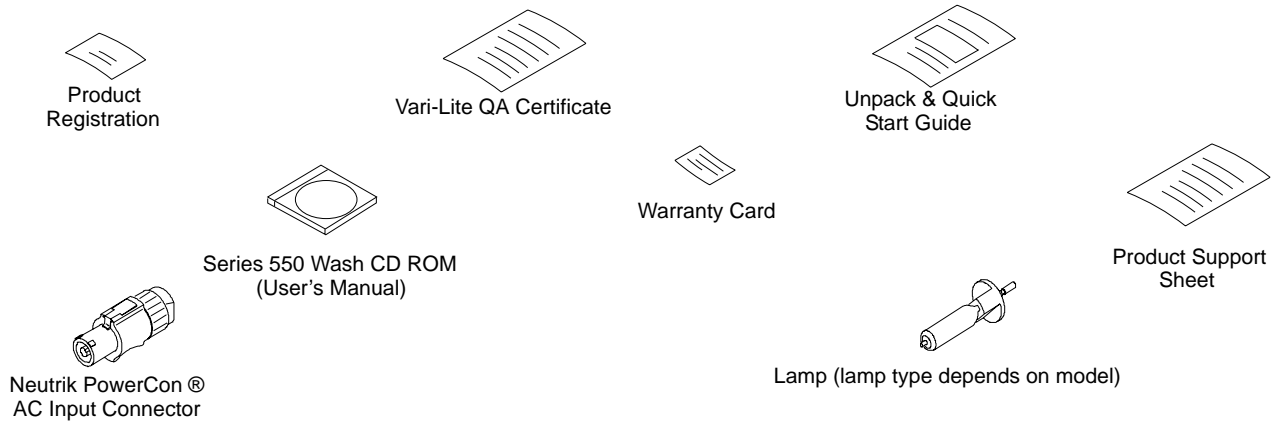 Product
Registration
Vari-Lite QA Certificate
Unpack & Quick
Start Guide
Warranty Card
Series 550 Wash CD ROM
(User’s Manual)
Product Support
Sheet
Neutrik PowerCon ®
AC Input Connector
Lamp (lamp type depends on model)